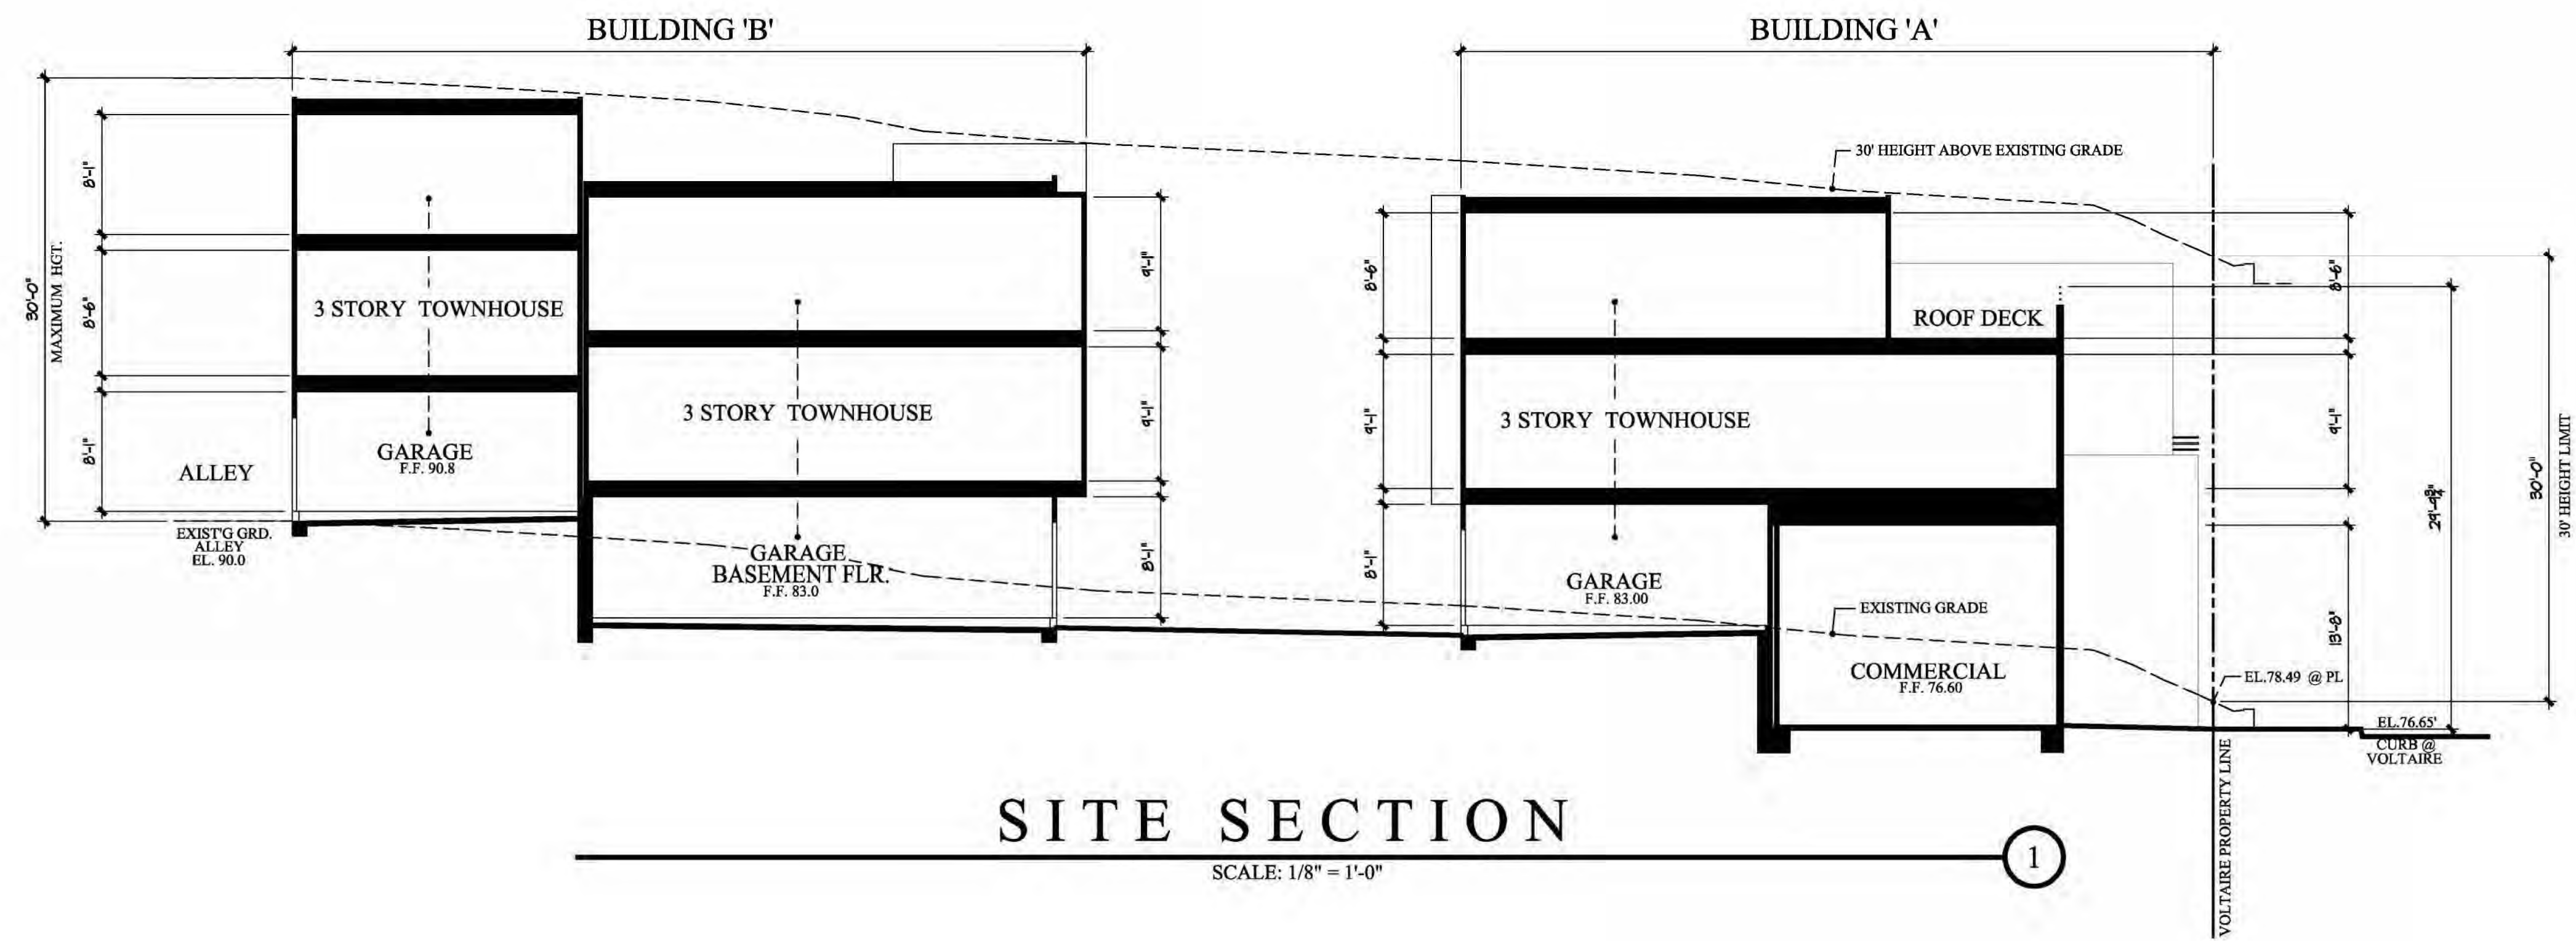 BUILDING 'B'
BUILDING 'A'
30' HEIGHT ABOVE EXISTING GRADE
30'-0"
MAXIMUM HGT.
8'-1"
8'-6"
8'-1"
3 STORY TOWNHOUSE
GARAGE
F.F. 90.8
ALLEY
EXIST'G GRD.
ALLEY
EL. 90.0
3 STORY TOWNHOUSE
GARAGE
BASEMENT FLR.
F.F. 83.0
9'-1"
9'-1"
8'-1"
8'-6"
9'-1"
8'-1"
3 STORY TOWNHOUSE
ROOF DECK
GARAGE
F.F. 83.00
EXISTING GRADE
COMMERCIAL
F.F. 76.60
8'-6"
9'-1"
13'-8"
30'-0"
30' HEIGHT LIMIT
EL.78.49 @ PL
EL.76.65'
CURB @
VOLTAIRE
VOLTAIRE PROPERTY LINE
SITE SECTION
1
SCALE: 1/8" = 1'-0"